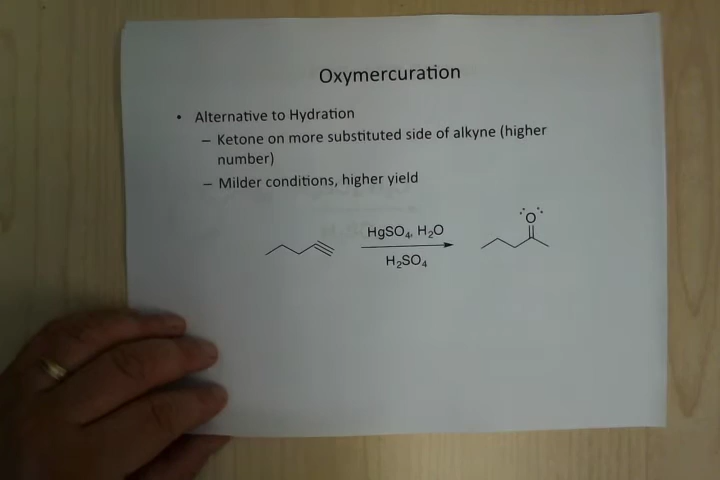 Oxymercuration
• Alternative to Hydration
– Ketone on more substituted side of alkyne (higher
number)
– Milder conditions, higher yield
HgSO₄, H₂O
H₂SO₄
O